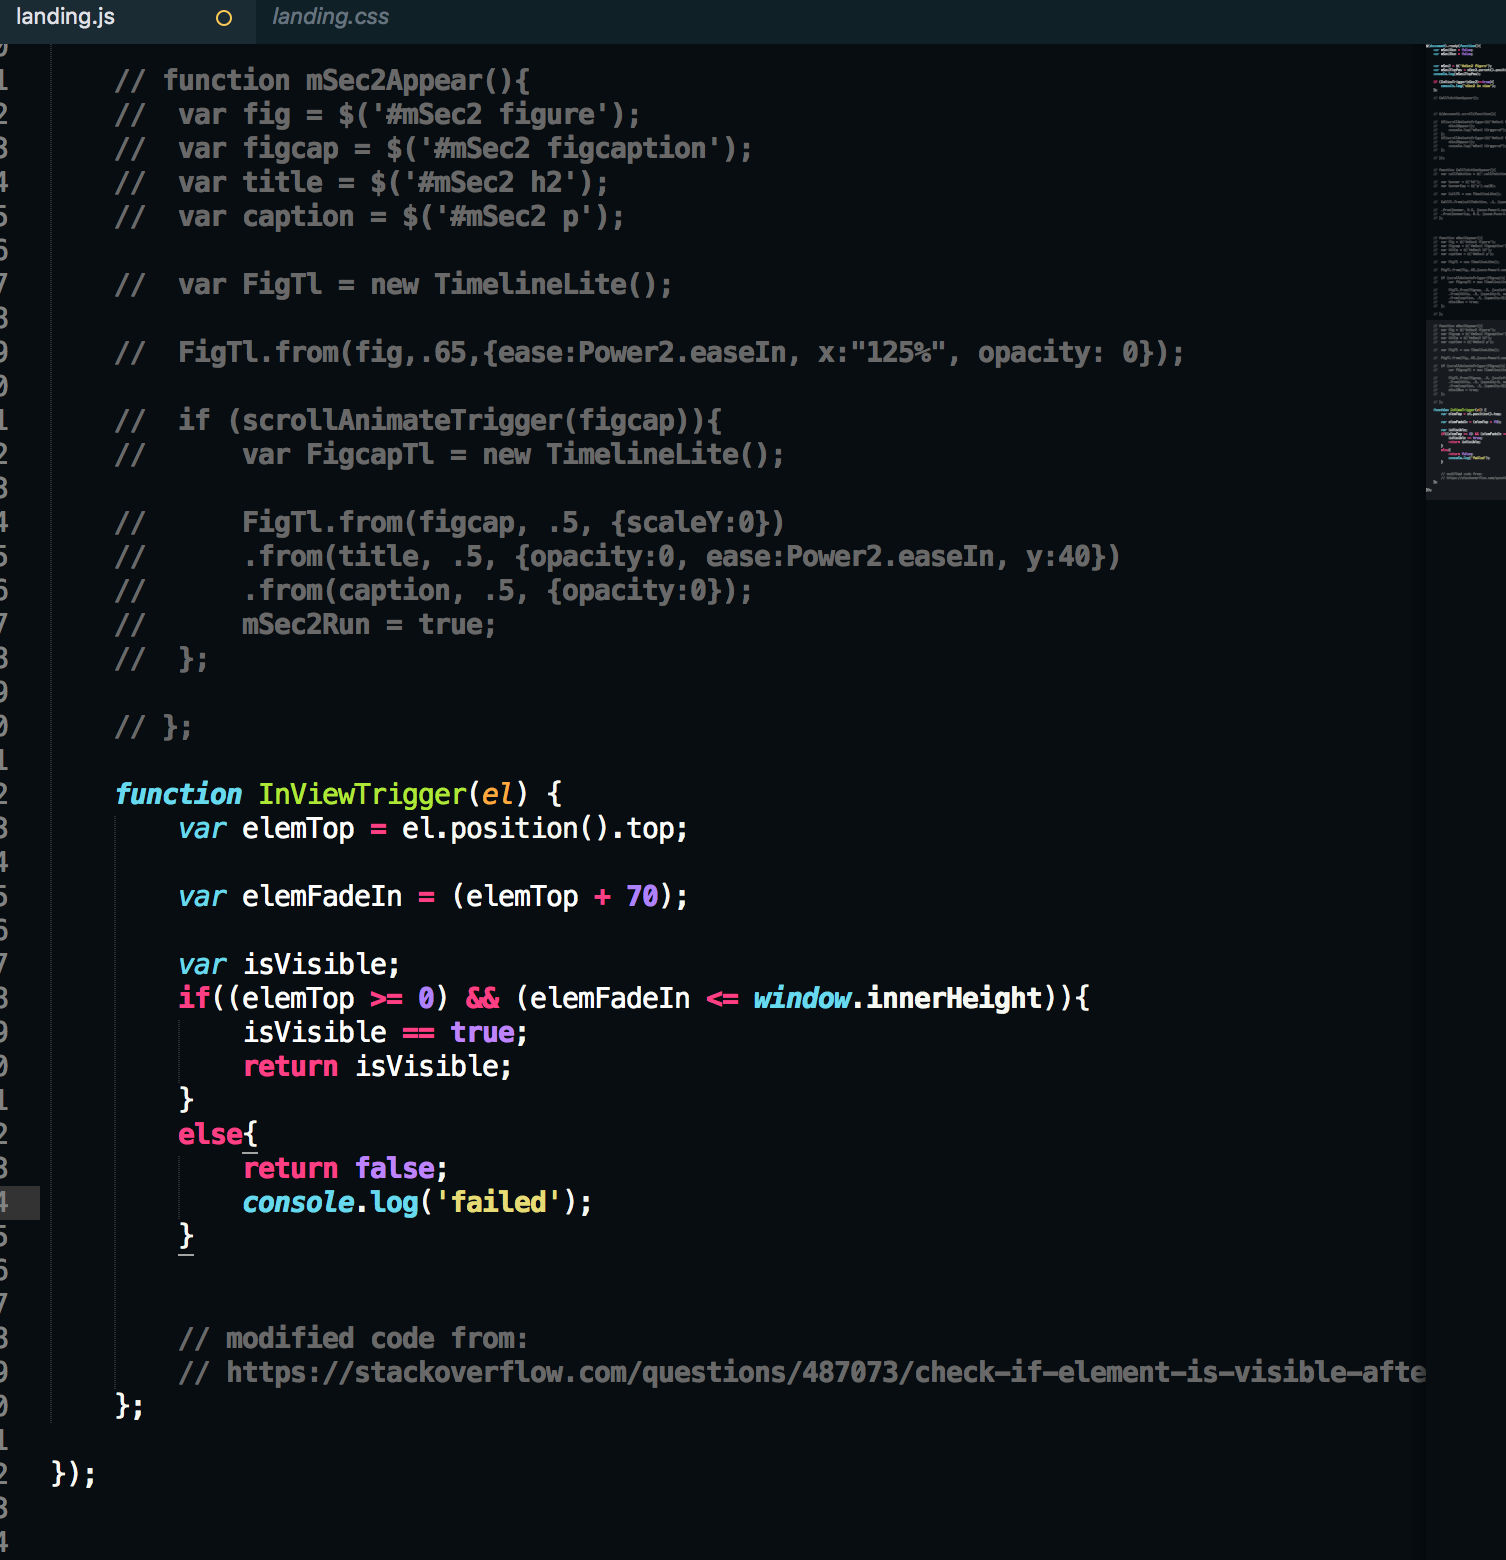 landing.js
landing.css
// function mSec2Appear(){
//  var fig = $('#mSec2 figure');
//  var figcap = $('#mSec2 figcaption');
//  var title = $('#mSec2 h2');
//  var caption = $('#mSec2 p');
//  var FigTl = new TimelineLite();
//  FigTl.from(fig,.65,{ease:Power2.easeIn, x:"125%", opacity: 0});
//  if (scrollAnimateTrigger(figcap)){
//      var FigcapTl = new TimelineLite();
//      FigTl.from(figcap, .5, {scaleY:0})
//      .from(title, .5, {opacity:0, ease:Power2.easeIn, y:40})
//      .from(caption, .5, {opacity:0});
//      mSec2Run = true;
//  };
// };
function InViewTrigger(el) {
var elemTop = el.position().top;
var elemFadeIn = (elemTop + 70);
var isVisible;
if((elemTop >= 0) && (elemFadeIn <= window.innerHeight)){
isVisible == true;
return isVisible;
}
else{
return false;
console.log('failed');
}
// modified code from:
// https://stackoverflow.com/questions/487073/check-if-element-is-visible-afte
};
});